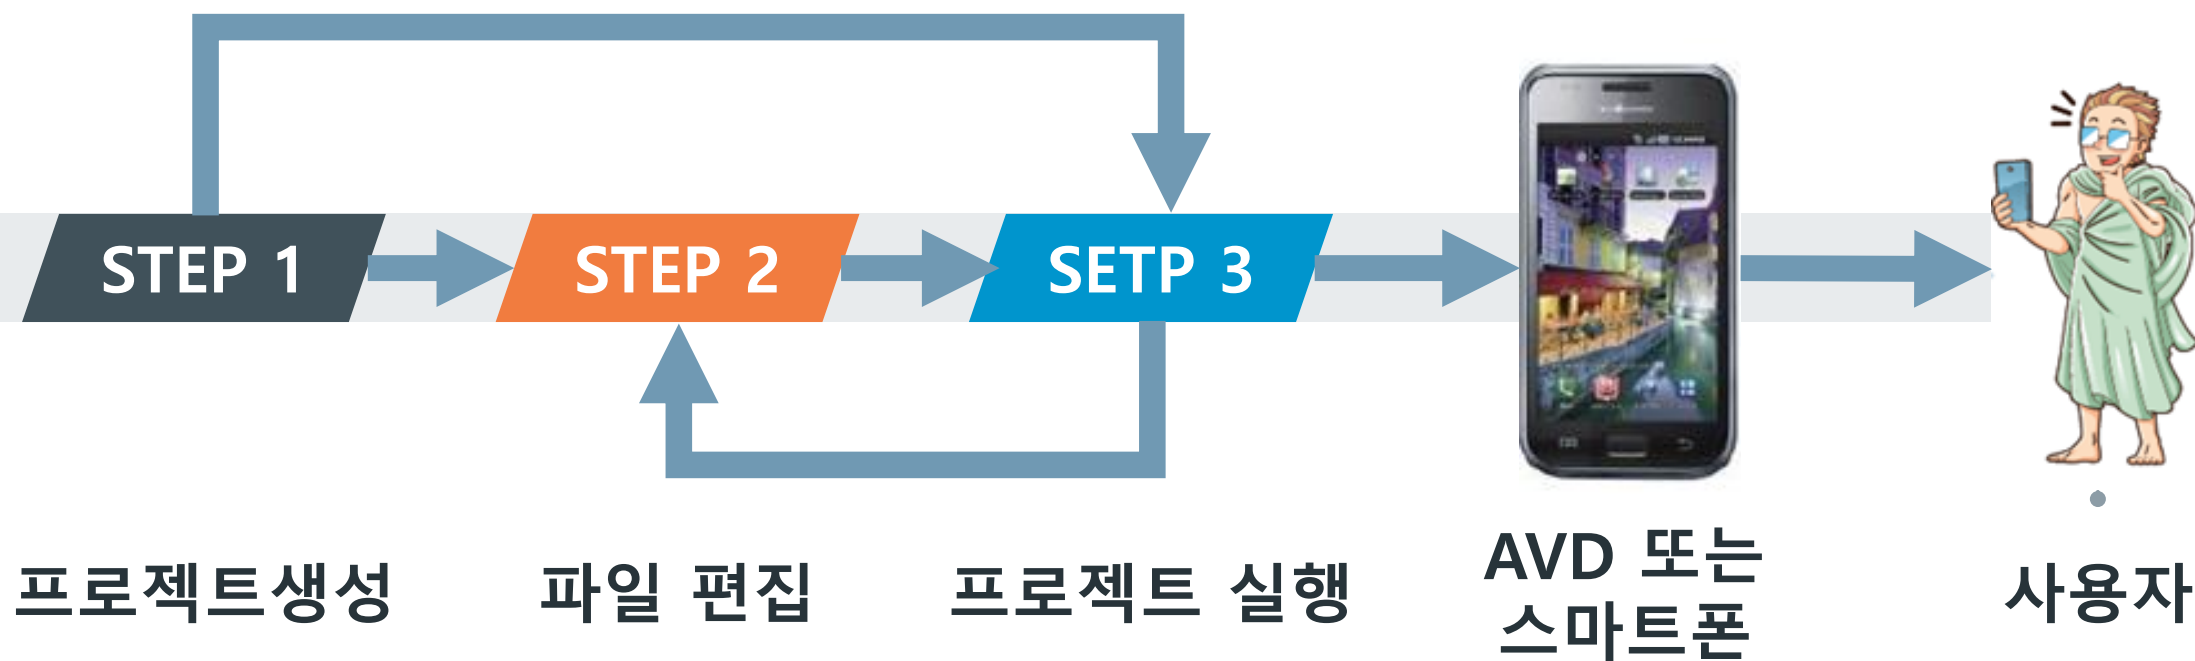 STEP 1
STEP 2
SETP 3
프로젝트생성
파일 편집
프로젝트 실행
AVD 또는
스마트폰
사용자